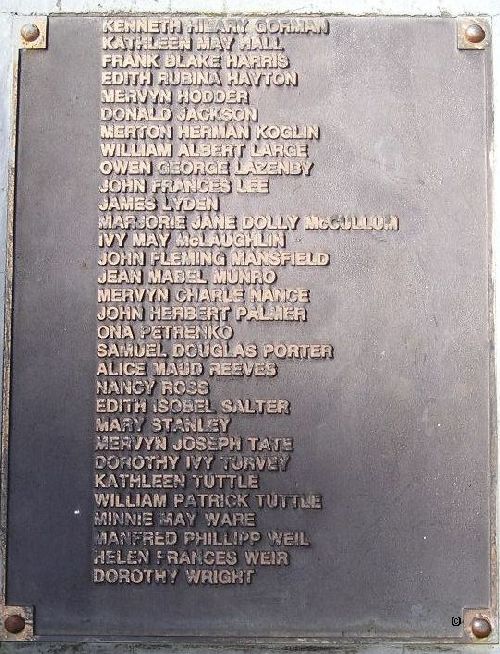 KENNETH HILARY GORMAN
KATHLEEN MAY HALL
FRANK BLAKE HARRIS
EDITH RUBINA HAYTON
MERVYN HODDER
DONALD JACKSON
MERTON HERMAN KOGLIN
WILLIAM ALBERT LARGE
OWEN GEORGE LAZENBY
JOHN FRANCES LEE
JAMES LYDEN
MARJORIE JANE DOLLY McCULLUM
IVY MAY McLAUGHLIN
JOHN FLEMING MANSFIELD
JEAN MABEL MUNRO
MERVYN CHARLE NANCE
JOHN HERBERT PALMER
ONA PETRENKO
SAMUEL DOUGLAS PORTER
ALICE MAUD REEVES
NANCY ROSS
EDITH ISOBEL SALTER
MARY STANLEY
MERVYN JOSEPH TATE
DOROTHY IVY TURVEY
KATHLEEN TUTTLE
WILLIAM PATRICK TUTTLE
MINNIE MAY WARE
MANFRED PHILLIPP WEIL
HELEN FRANCES WEIR
DOROTHY WRIGHT
©